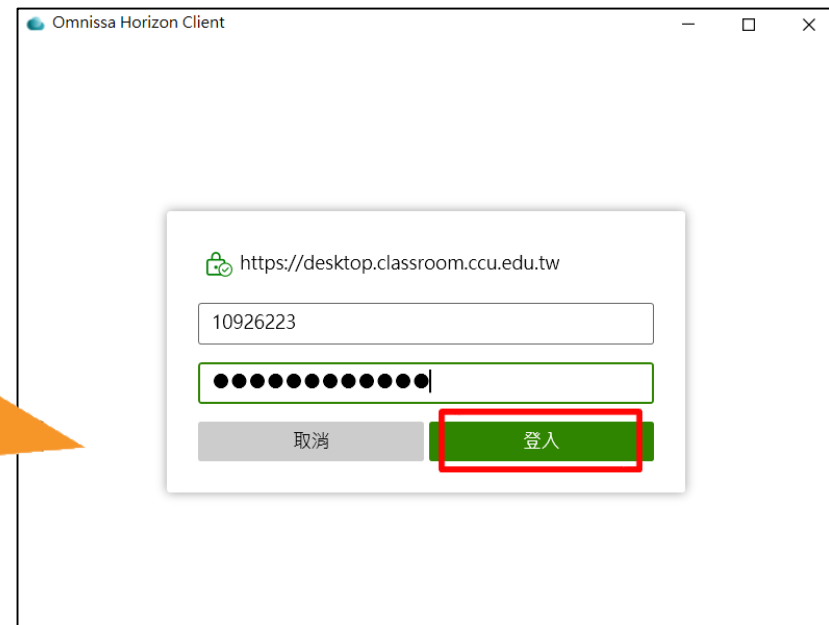 Omnissa Horizon Client
https://desktop.classroom.ccu.edu.tw
10926223
●●●●●●●●●●●●
取消 登入